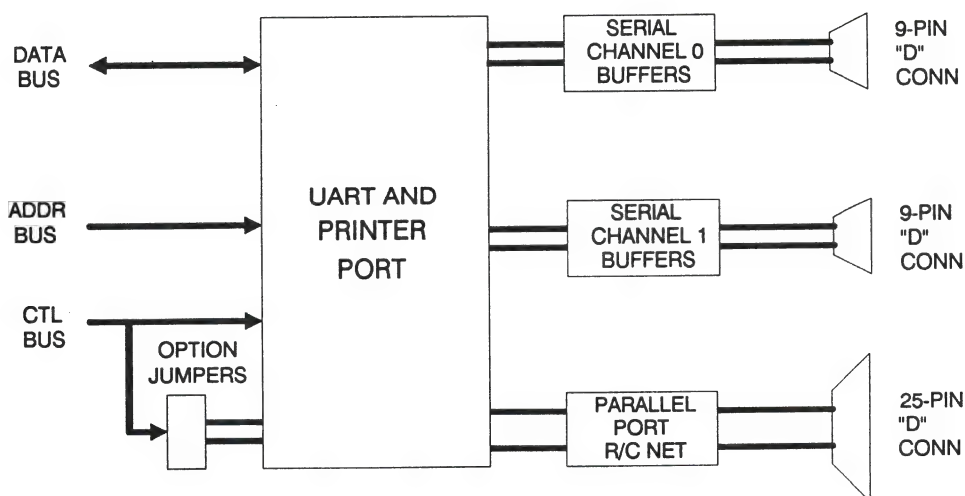 DATA
BUS
ADDR
BUS
CTL
BUS
OPTION
JUMPERS
UART AND
PRINTER
PORT
SERIAL
CHANNEL 0
BUFFERS
9-PIN
"D"
CONN
SERIAL
CHANNEL 1
BUFFERS
9-PIN
"D"
CONN
PARALLEL
PORT
R/C NET
25-PIN
"D"
CONN